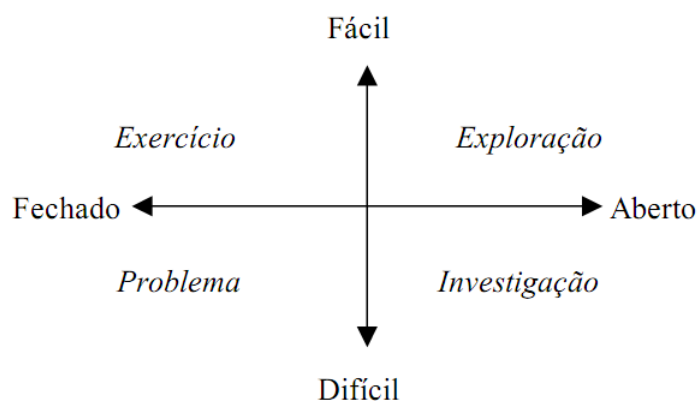 Fácil
Exercício Exploração
Fechado Aberto
Problema Investigação
Difícil